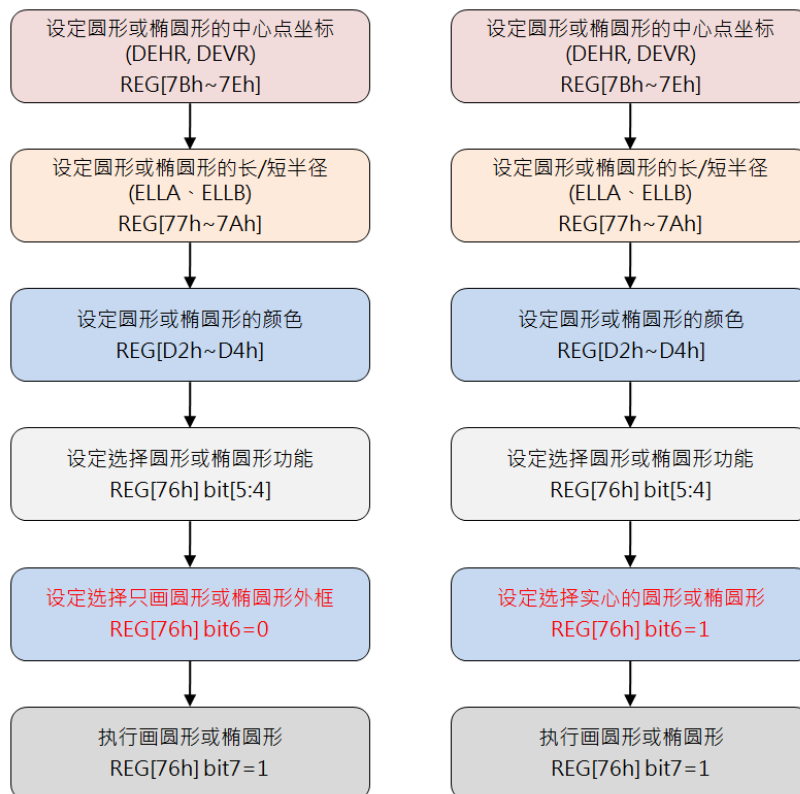 设定圆形或椭圆形的中心点坐标
(DEHR, DEVR)
REG[7Bh~7Eh]
设定圆形或椭圆形的长/短半径
(ELLA、ELLB)
REG[77h~7Ah]
设定圆形或椭圆形的颜色
REG[D2h~D4h]
设定选择圆形或椭圆形功能
REG[76h] bit[5:4]
设定选择只画圆形或椭圆形外框
REG[76h] bit6=0
执行画圆形或椭圆形
REG[76h] bit7=1
设定圆形或椭圆形的中心点坐标
(DEHR, DEVR)
REG[7Bh~7Eh]
设定圆形或椭圆形的长/短半径
(ELLA、ELLB)
REG[77h~7Ah]
设定圆形或椭圆形的颜色
REG[D2h~D4h]
设定选择圆形或椭圆形功能
REG[76h] bit[5:4]
设定选择实心的圆形或椭圆形
REG[76h] bit6=1
执行画圆形或椭圆形
REG[76h] bit7=1